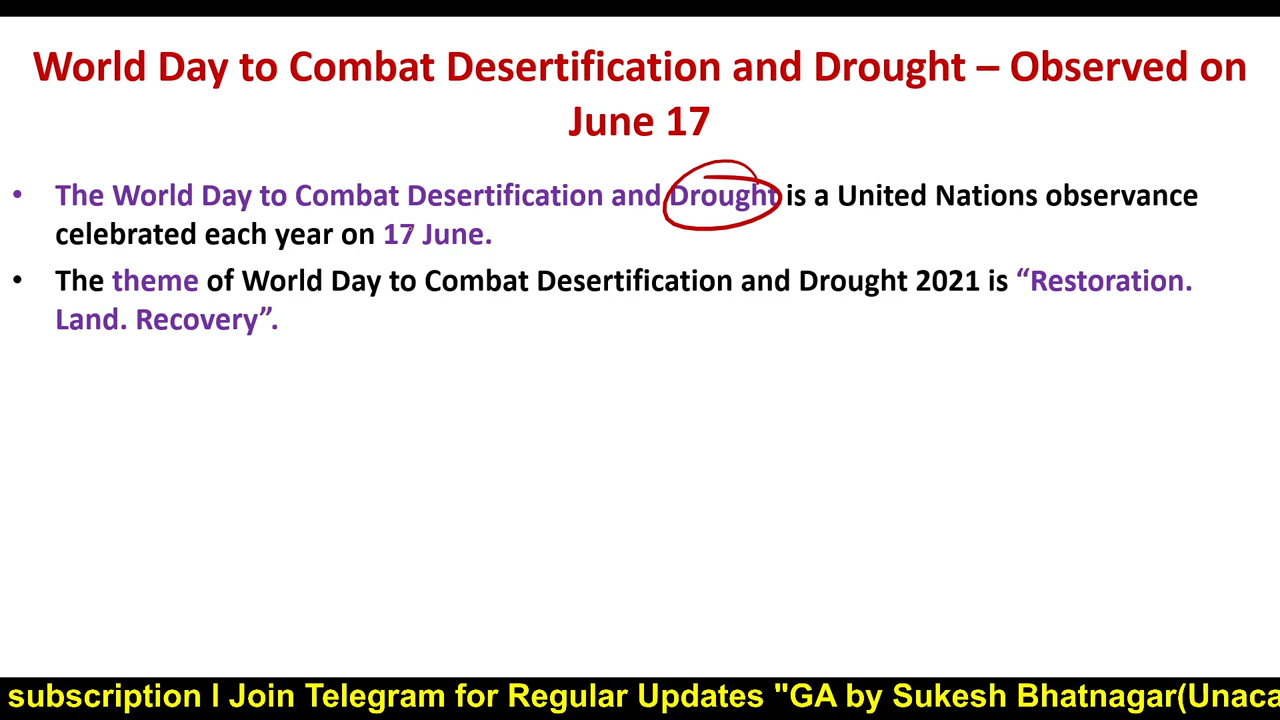 World Day to Combat Desertification and Drought – Observed on
June 17
• The World Day to Combat Desertification and Drought is a United Nations observance
celebrated each year on 17 June.
• The theme of World Day to Combat Desertification and Drought 2021 is “Restoration.
Land. Recovery”.
subscription I Join Telegram for Regular Updates "GA by Sukesh Bhatnagar(Unaca